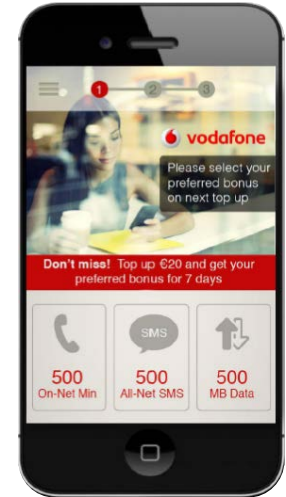 1 2 3
vodafone
Please select your
preferred bonus
on next top up
Don't miss! Top up €20 and get your
preferred bonus for 7 days
SMS
500 500 500
On-Net Min All-Net SMS MB Data